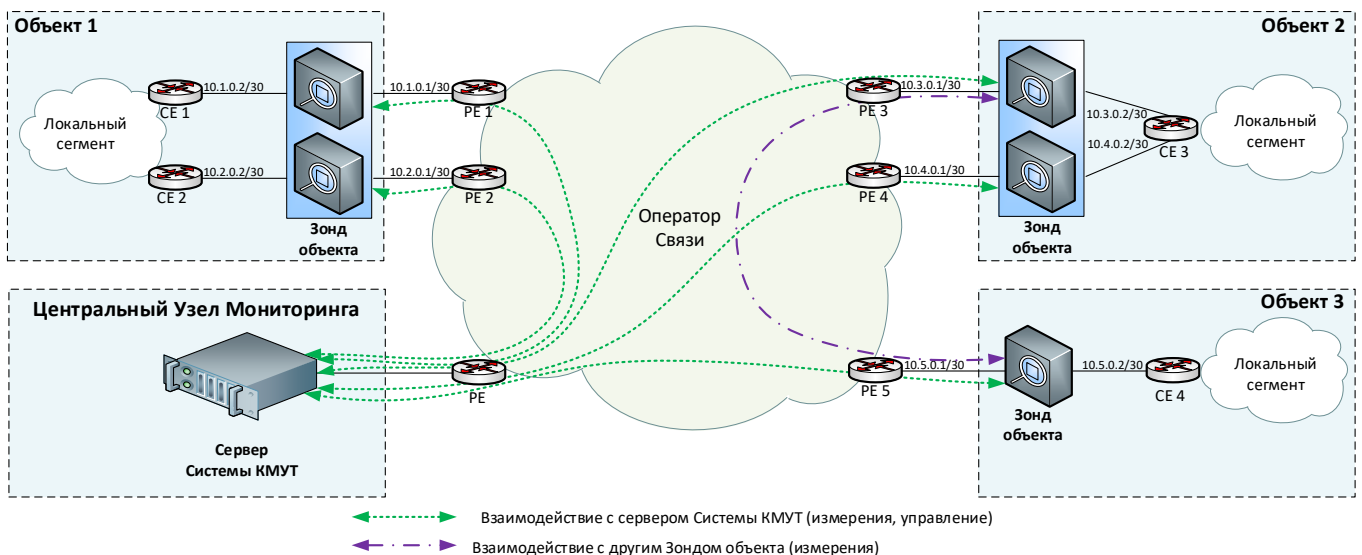 Объект 1
10.1.0.2/30
10.1.0.1/30
CE 1
PE 1
Локальный
сегмент
10.2.0.2/30
10.2.0.1/30
CE 2
PE 2
Зонд
объекта
Оператор
Связи
Объект 2
10.3.0.1/30
PE 3
10.3.0.2/30
10.4.0.2/30
CE 3
Локальный
сегмент
10.4.0.1/30
PE 4
Зонд
объекта
Центральный Узел Мониторинга
PE
Сервер
Системы КМУТ
Объект 3
10.5.0.1/30
PE 5
10.5.0.2/30
CE 4
Локальный
сегмент
Зонд
объекта
Взаимодействие с сервером Системы КМУТ (измерения, управление)
Взаимодействие с другим Зондом объекта (измерения)